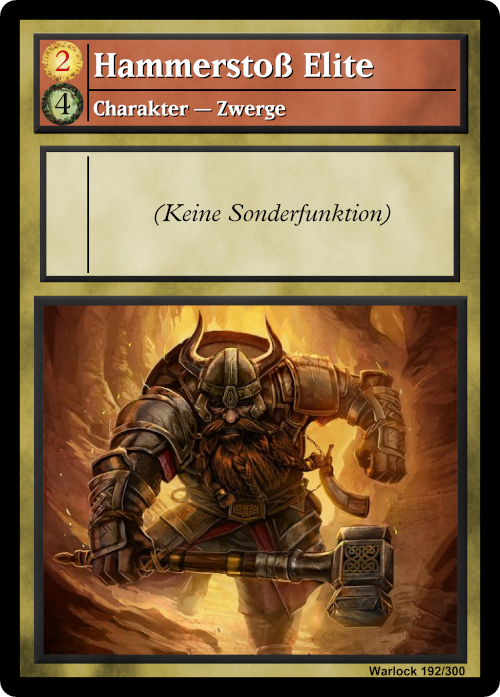 2
Hammerstoß Elite
4
Charakter — Zwerge
(Keine Sonderfunktion)
Warlock 192/300